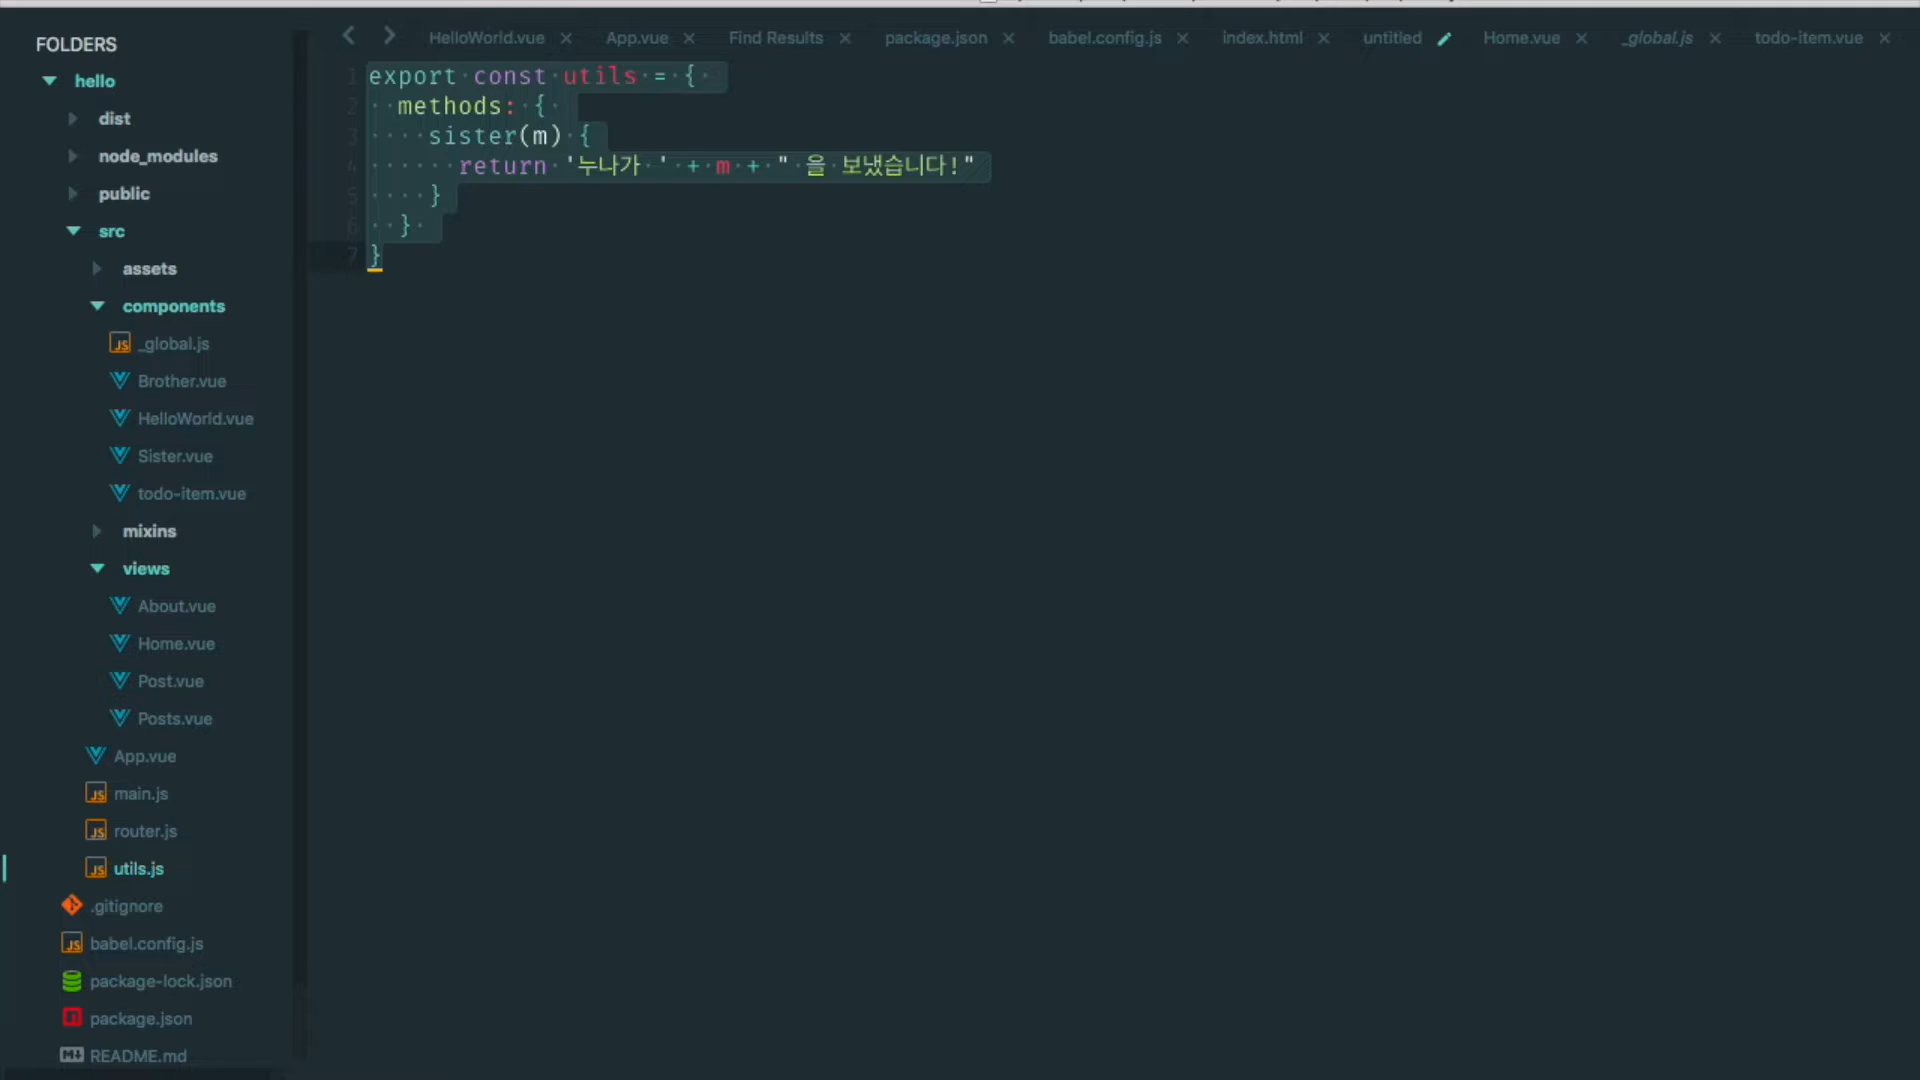 FOLDERS
hello
dist
node_modules
public
src
assets
components
_global.js
Brother.vue
HelloWorld.vue
Sister.vue
todo-item.vue
mixins
views
About.vue
Home.vue
Post.vue
Posts.vue
App.vue
main.js
router.js
utils.js
.gitignore
babel.config.js
package-lock.json
package.json
README.md
HelloWorld.vue App.vue Find Results package.json babel.config.js index.html untitled Home.vue _global.js todo-item.vue
1 export const utils = {
2 methods: {
3 sister(m) {
4 return '누나가 ' + m + " 을 보냈습니다!"
5 }
6 }
7 }